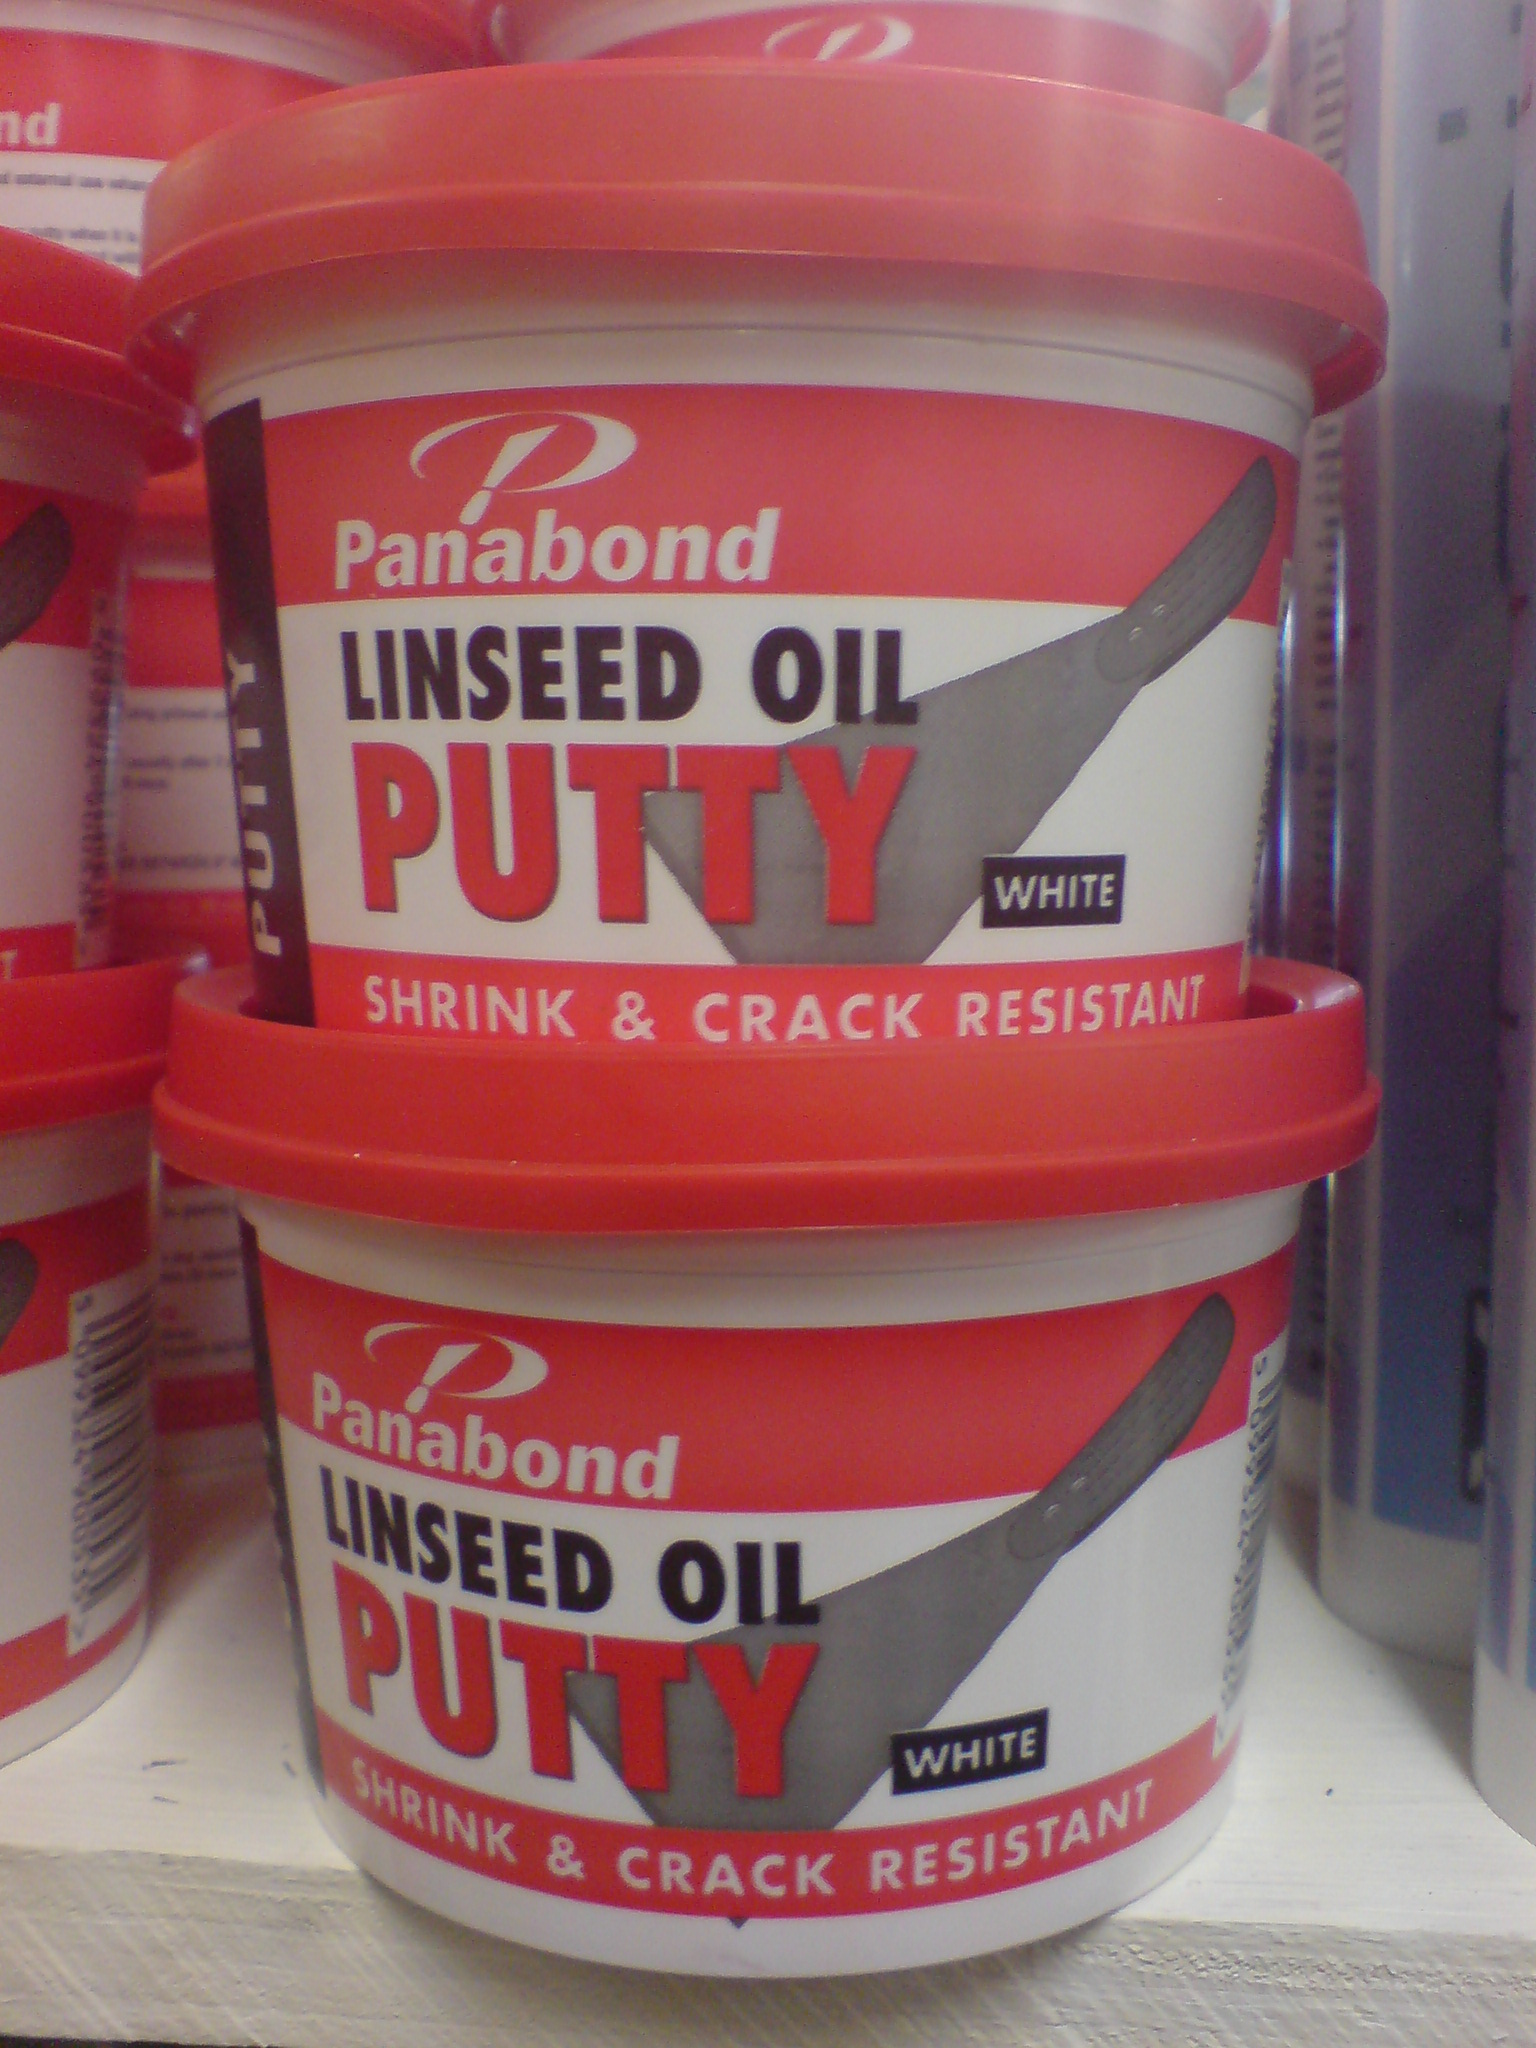 nd
PUTTY
Panabond
LINSEED OIL
PUTTY
WHITE
SHRINK & CRACK RESISTANT
Panabond
LINSEED OIL
PUTTY
WHITE
SHRINK & CRACK RESISTANT